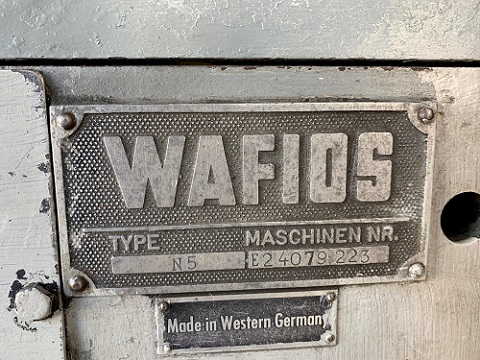 WAFIOS
TYPE MASCHINEN NR.
N5 E24079 223
Made in Western Germany